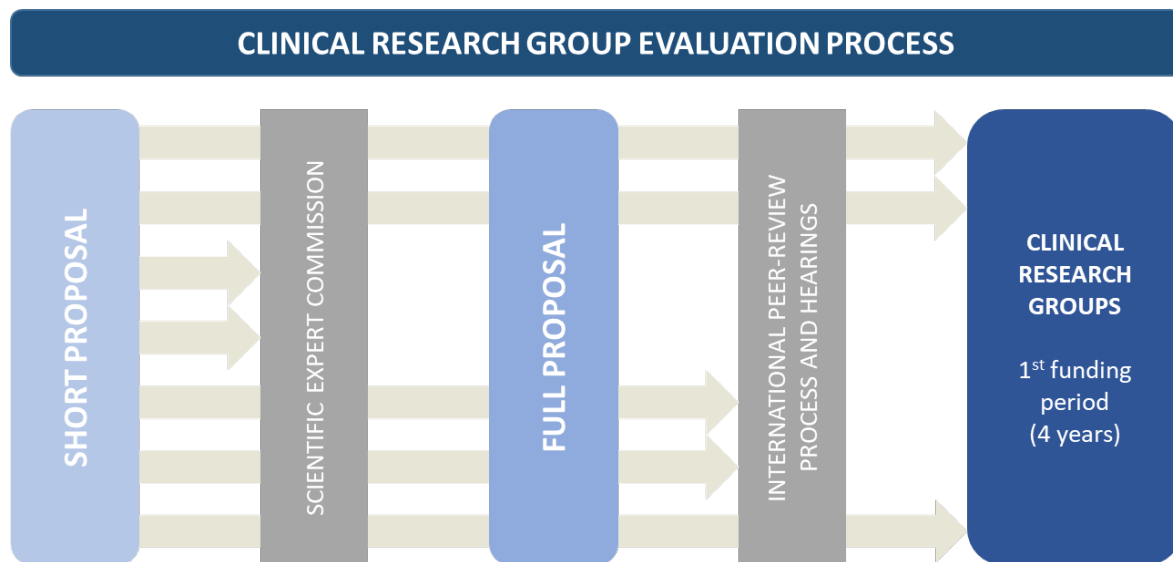 CLINICAL RESEARCH GROUP EVALUATION PROCESS
SHORT PROPOSAL
SCIENTIFIC EXPERT COMMISSION
FULL PROPOSAL
INTERNATIONAL PEER-REVIEW
PROCESS AND HEARINGS
CLINICAL
RESEARCH
GROUPS
1st funding
period
(4 years)